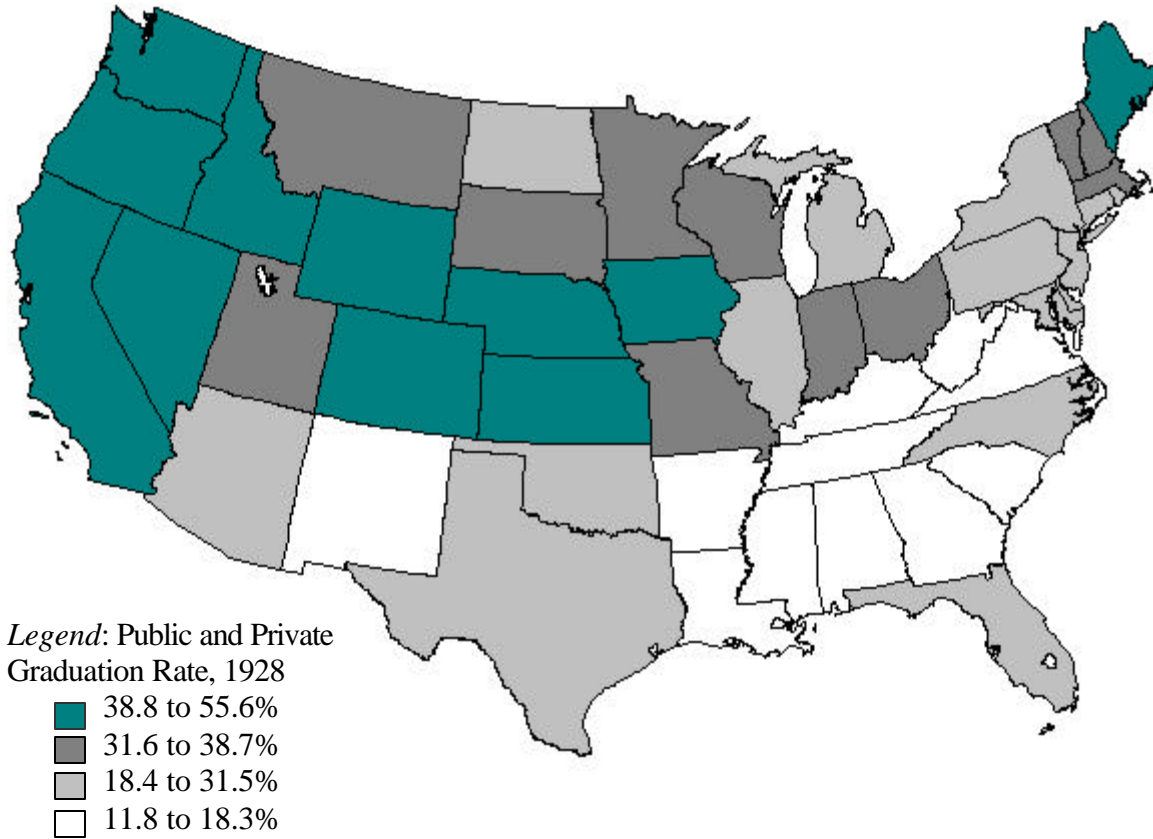 Legend: Public and Private
Graduation Rate, 1928
38.8 to 55.6%
31.6 to 38.7%
18.4 to 31.5%
11.8 to 18.3%